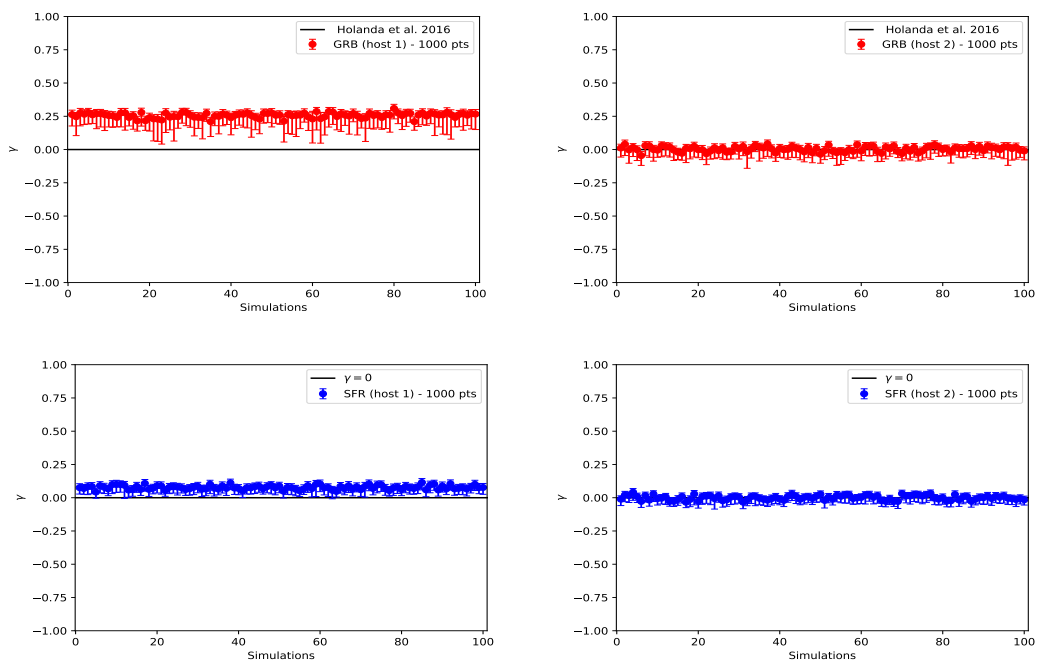 1.00
0.75
0.50
0.25
0.00
−0.25
−0.50
−0.75
−1.00
γ
0 20 40 60 80 100
Simulations
Holanda et al. 2016
GRB (host 1) - 1000 pts
1.00
0.75
0.50
0.25
0.00
−0.25
−0.50
−0.75
−1.00
γ
0 20 40 60 80 100
Simulations
Holanda et al. 2016
GRB (host 2) - 1000 pts
1.00
0.75
0.50
0.25
0.00
−0.25
−0.50
−0.75
−1.00
γ
0 20 40 60 80 100
Simulations
γ = 0
SFR (host 1) - 1000 pts
1.00
0.75
0.50
0.25
0.00
−0.25
−0.50
−0.75
−1.00
γ
0 20 40 60 80 100
Simulations
γ = 0
SFR (host 2) - 1000 pts